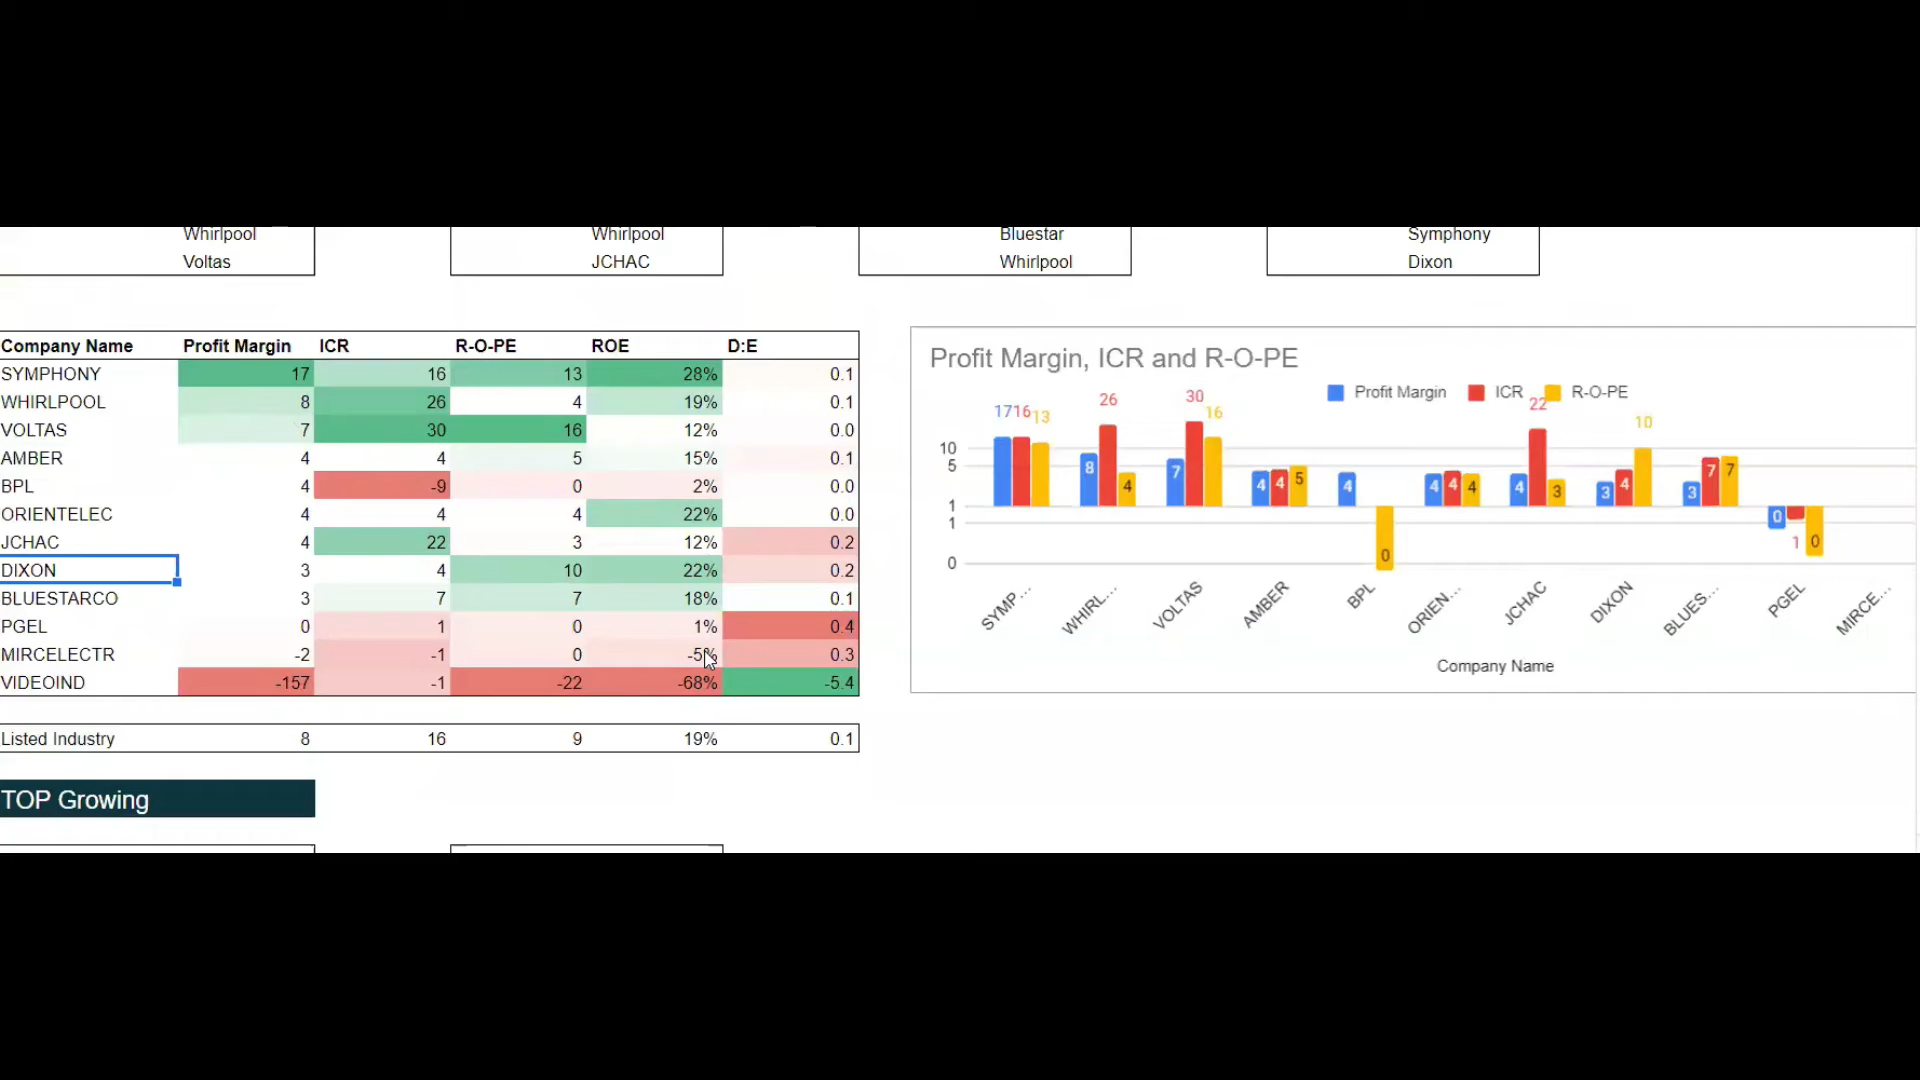 Whirlpool Whirlpool Bluestar Symphony
Voltas JCHAC Whirlpool Dixon
Company Name Profit Margin ICR R-O-PE ROE D:E
SYMPHONY 17 16 13 28% 0.1
WHIRLPOOL 8 26 4 19% 0.1
VOLTAS 7 30 16 12% 0.0
AMBER 4 4 5 15% 0.1
BPL 4 -9 0 2% 0.0
ORIENTELEC 4 4 4 22% 0.0
JCHAC 4 22 3 12% 0.2
DIXON 3 4 10 22% 0.2
BLUESTARCO 3 7 7 18% 0.1
PGEL 0 1 0 1% 0.4
MIRCELECTR -2 -1 0 -5% 0.3
VIDEOIND -157 -1 -22 -68% -5.4
Listed Industry 8 16 9 19% 0.1
TOP Growing
Profit Margin, ICR and R-O-PE
Profit Margin ICR R-O-PE
17 16 13 26 30 16 22 10
10
5
8 4 7 4 4 5 4 4 4 4 4 3 3 4 3 7 7
1
1
0 1 0 0
0
SYMP... WHIRL... VOLTAS AMBER BPL ORIEN... JCHAC DIXON BLUES... PGEL MIRCE...
Company Name